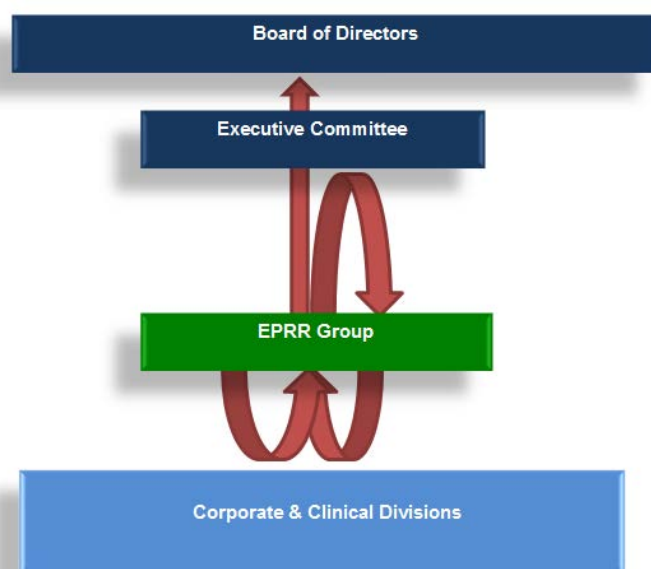 Board of Directors
Executive Committee
EPRR Group
Corporate & Clinical Divisions